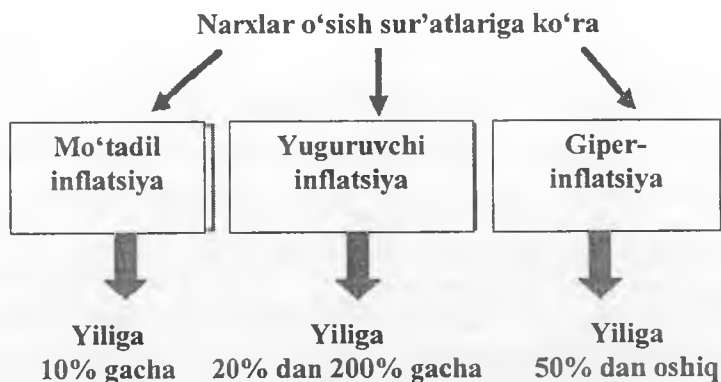 Narxlar o‘sish sur’atlariga ko‘ra
Mo‘tadil
inflatsiya
Yuguruvchi
inflatsiya
Giper-
inflatsiya
Yiliga
10% gacha
Yiliga
20% dan 200% gacha
Yiliga
50% dan oshiq